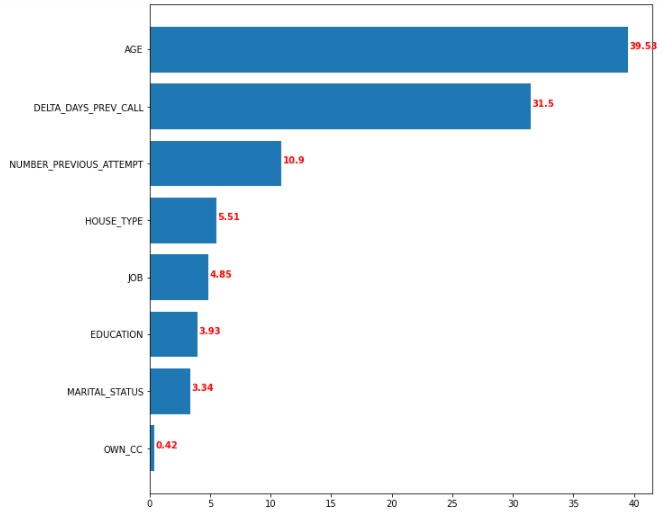 AGE
39.53
DELTA_DAYS_PREV_CALL
31.5
NUMBER_PREVIOUS_ATTEMPT
10.9
HOUSE_TYPE
5.51
JOB
4.85
EDUCATION
3.93
MARITAL_STATUS
3.34
OWN_CC
0.42
0 5 10 15 20 25 30 35 40